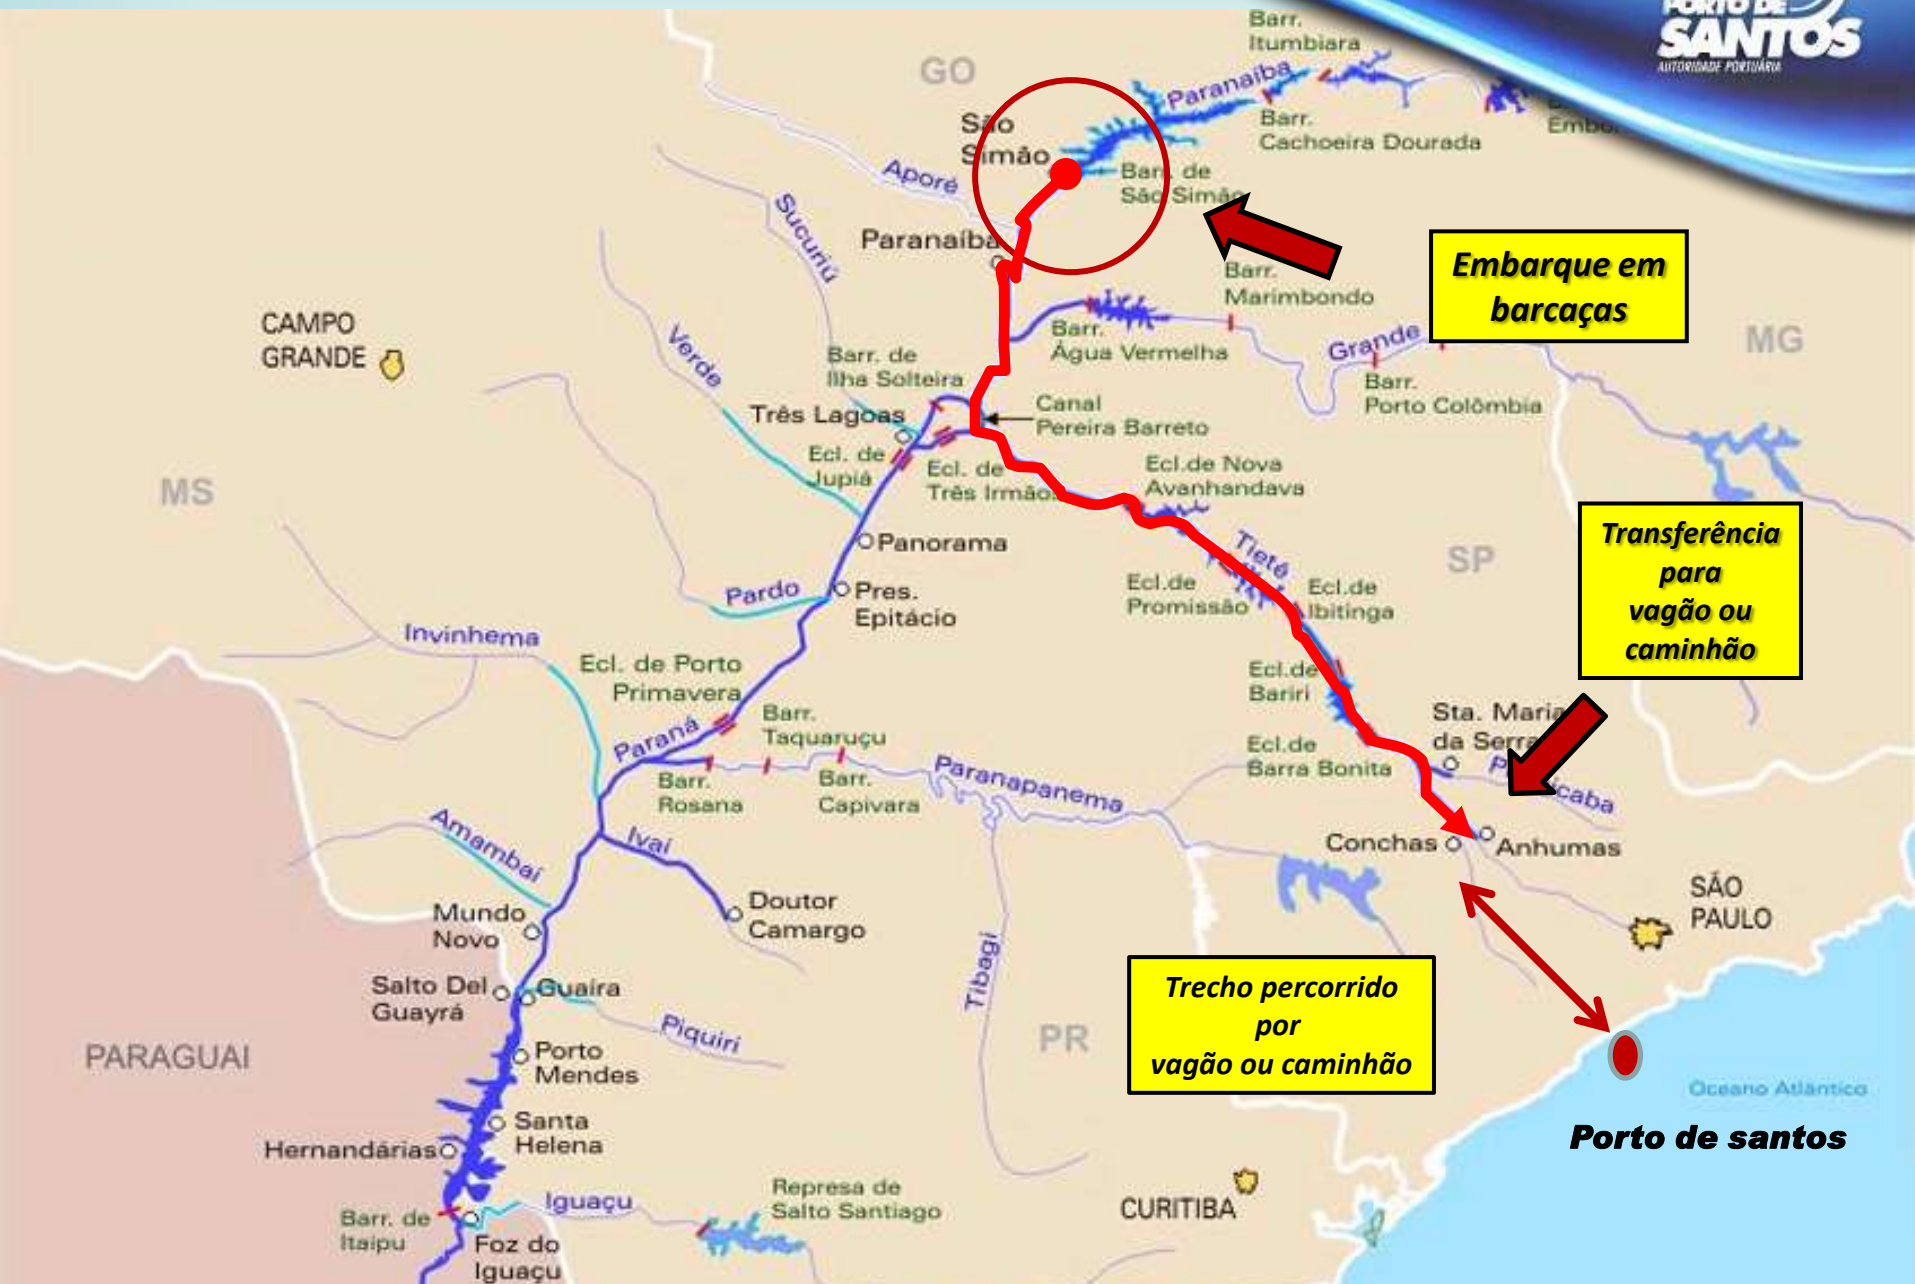 PORTO DE
SANTOS
AUTORIDADE PORTUÁRIA
Barr.
Itumbiara
GO
Paranaíba
São
Simão
Barr.
Cachoeira Dourada
Barr. de
São Simão
Aporé
Sucuriú
Paranaíba
Embarque em
barcaças
Barr.
Marimbondo
CAMPO
GRANDE
Verde
Barr. de
Ilha Solteira
Barr.
Água Vermelha
Grande
MG
Barr.
Porto Colômbia
Três Lagoas
Canal
Pereira Barreto
Ecl. de
Jupiá
Ecl. de
Três Irmãos
Ecl.de Nova
Avanhandava
MS
Transferência
para
vagão ou
caminhão
Panorama
Tietê
SP
Pardo
Pres.
Epitácio
Ecl.de
Promissão
Ecl.de
Ibitinga
Invinhema
Ecl. de Porto
Primavera
Ecl.de
Bariri
Paraná
Barr.
Taquaruçu
Sta. Maria
da Serra
Ecl.de
Barra Bonita
Barr.
Rosana
Barr.
Capivara
Paranapanema
Amambaí
Ivaí
Conchas
Anhumas
Doutor
Camargo
SÃO
PAULO
Mundo
Novo
Salto Del
Guayrá
Guaíra
Tibagi
Trecho percorrido
por
vagão ou caminhão
Piquiri
PARAGUAI
Porto
Mendes
PR
Oceano Atlântico
Santa
Helena
Hernandárias
Porto de santos
Iguaçu
Represa de
Salto Santiago
CURITIBA
Barr. de
Itaipu
Foz do
Iguaçu